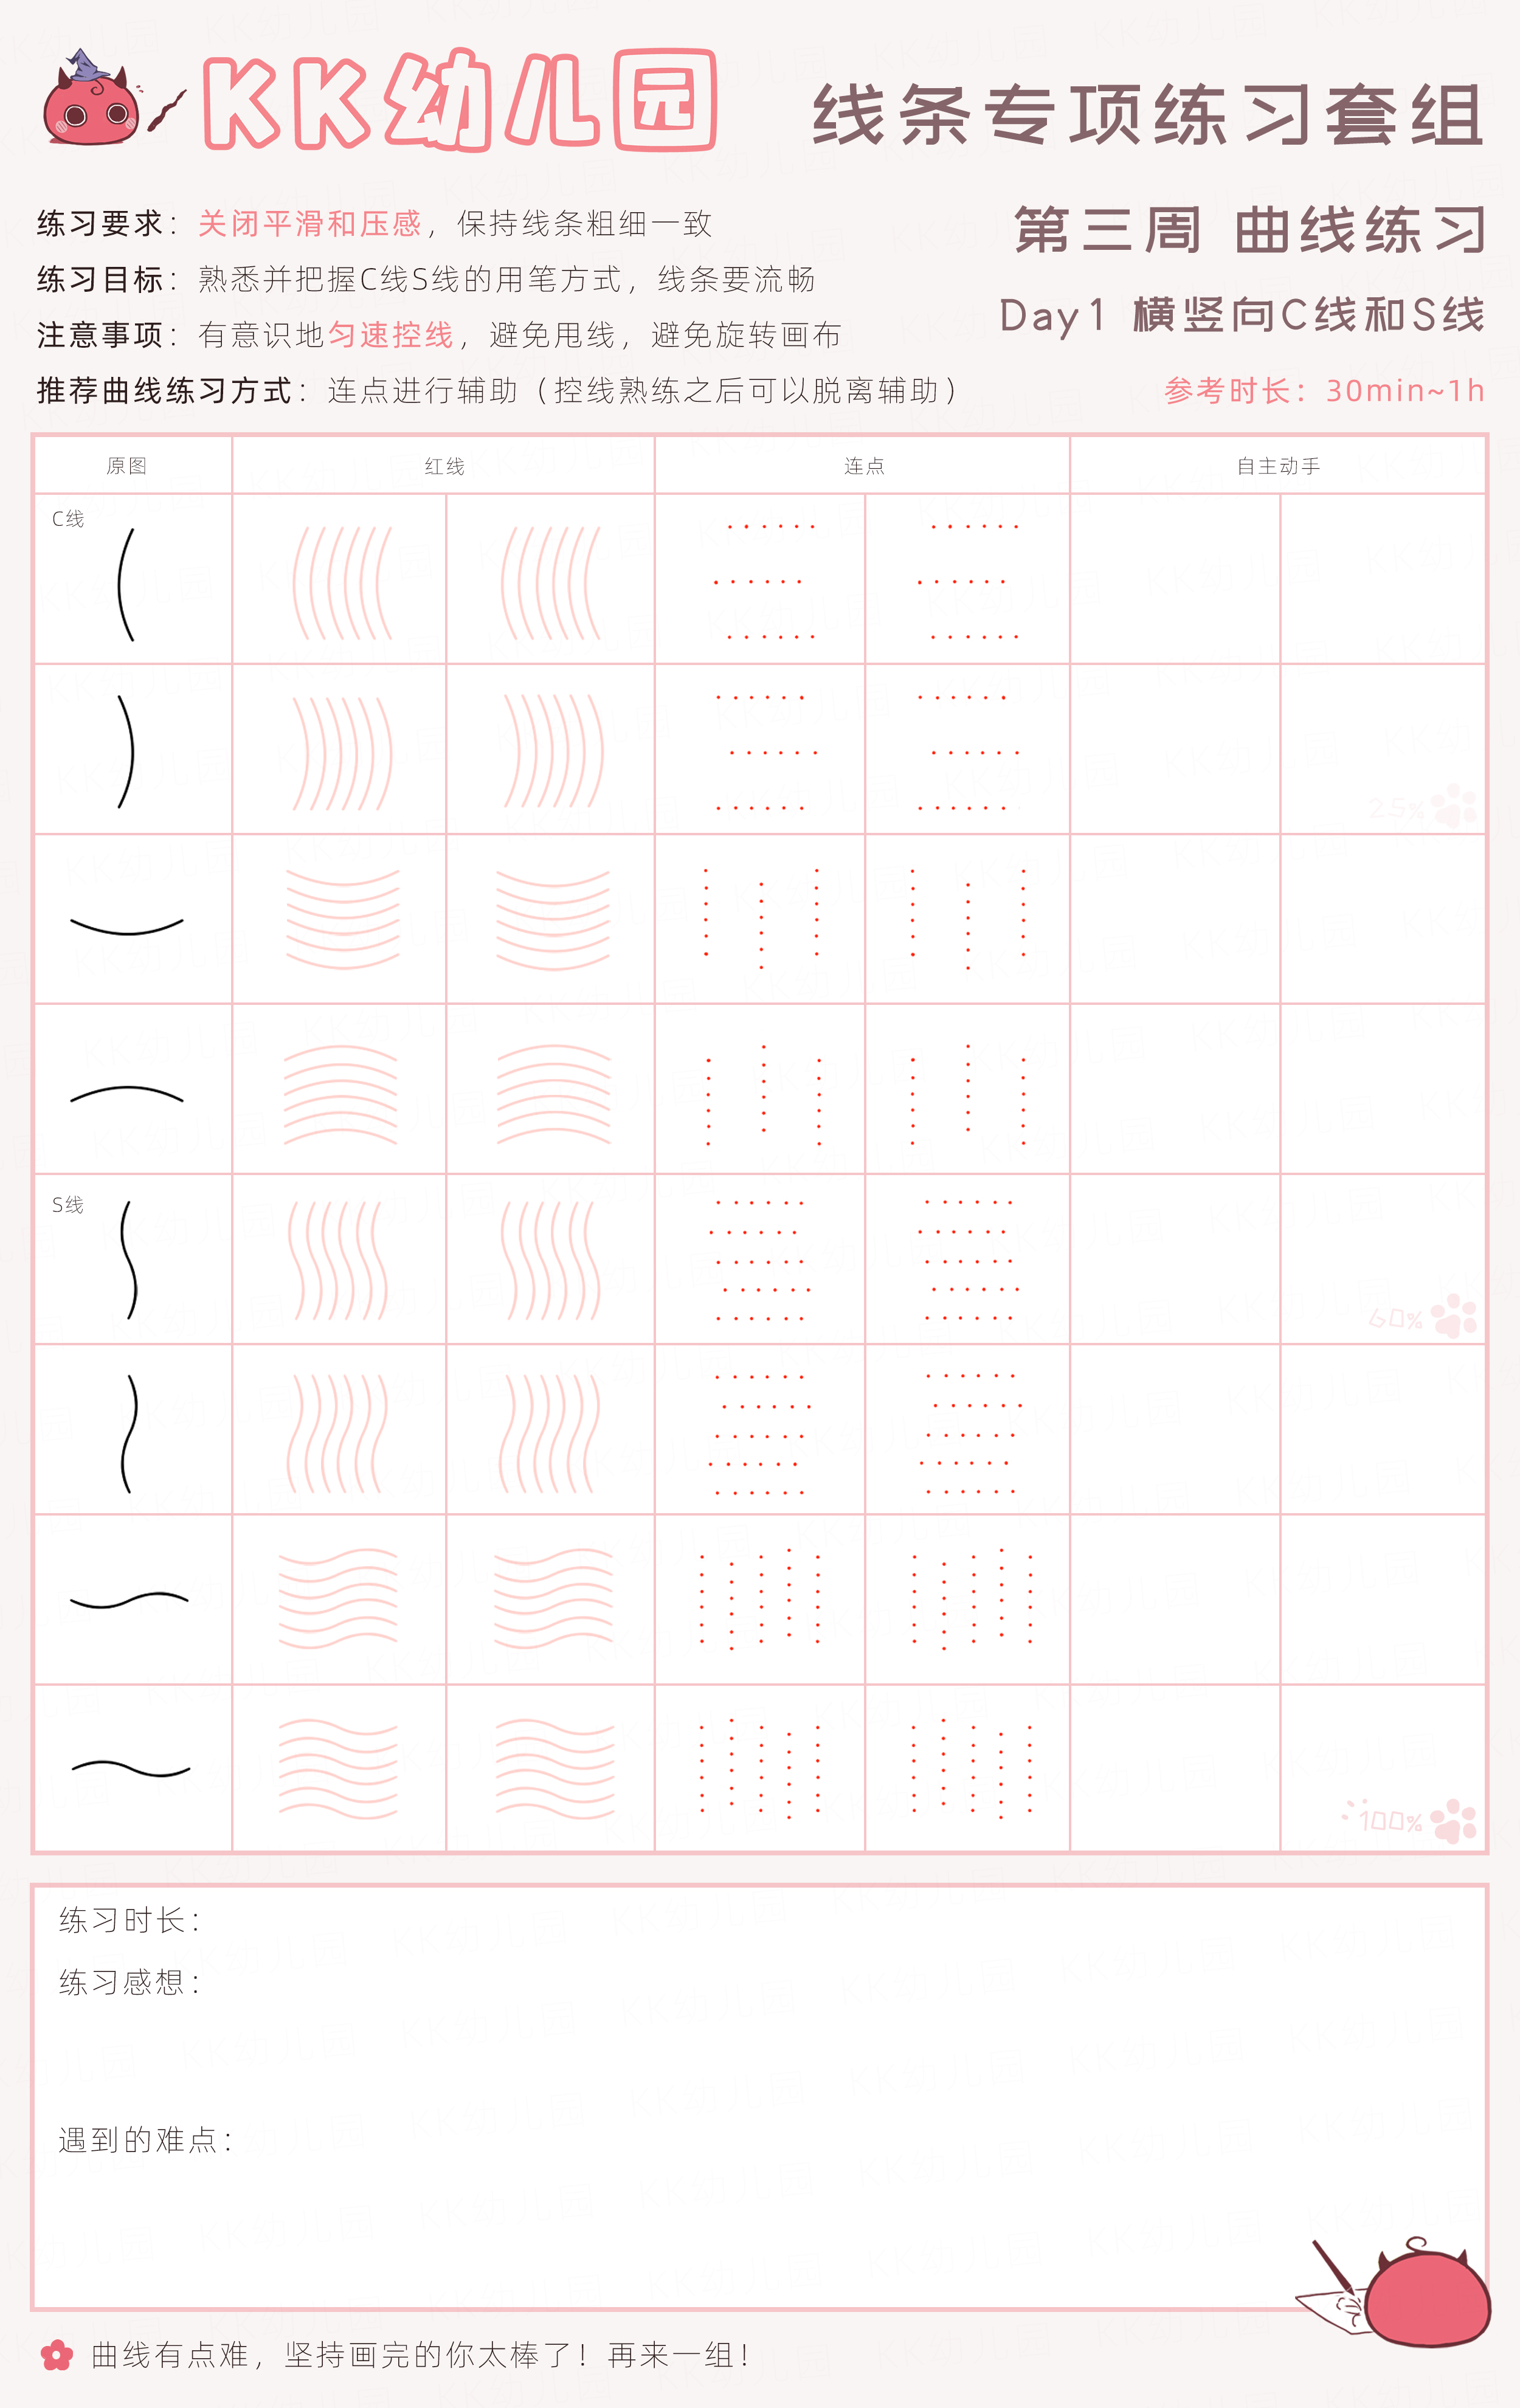 KK幼儿园
线条专项练习套组
练习要求：关闭平滑和压感，保持线条粗细一致
练习目标：熟悉并把握C线S线的用笔方式，线条要流畅
注意事项：有意识地匀速控线，避免甩线，避免旋转画布
推荐曲线练习方式：连点进行辅助（控线熟练之后可以脱离辅助）
第三周 曲线练习
Day1 横竖向C线和S线
参考时长：30min~1h
原图 红线 连点 自主动手
C线
25%
S线
60%
100%
练习时长：
练习感想：
遇到的难点：
曲线有点难，坚持画完的你太棒了！再来一组！